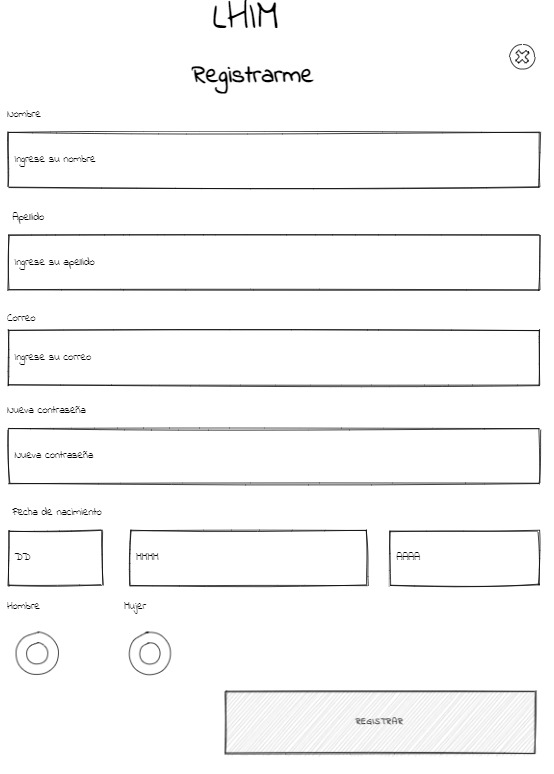 LHIM
Registrarme
Nombre
Ingrese su nombre
Apellido
Ingrese su apellido
Correo
Ingrese su correo
Nueva contraseña
Nueva contraseña
Fecha de nacimiento
DD MMMM AAAA
Hombre Mujer
REGISTRAR